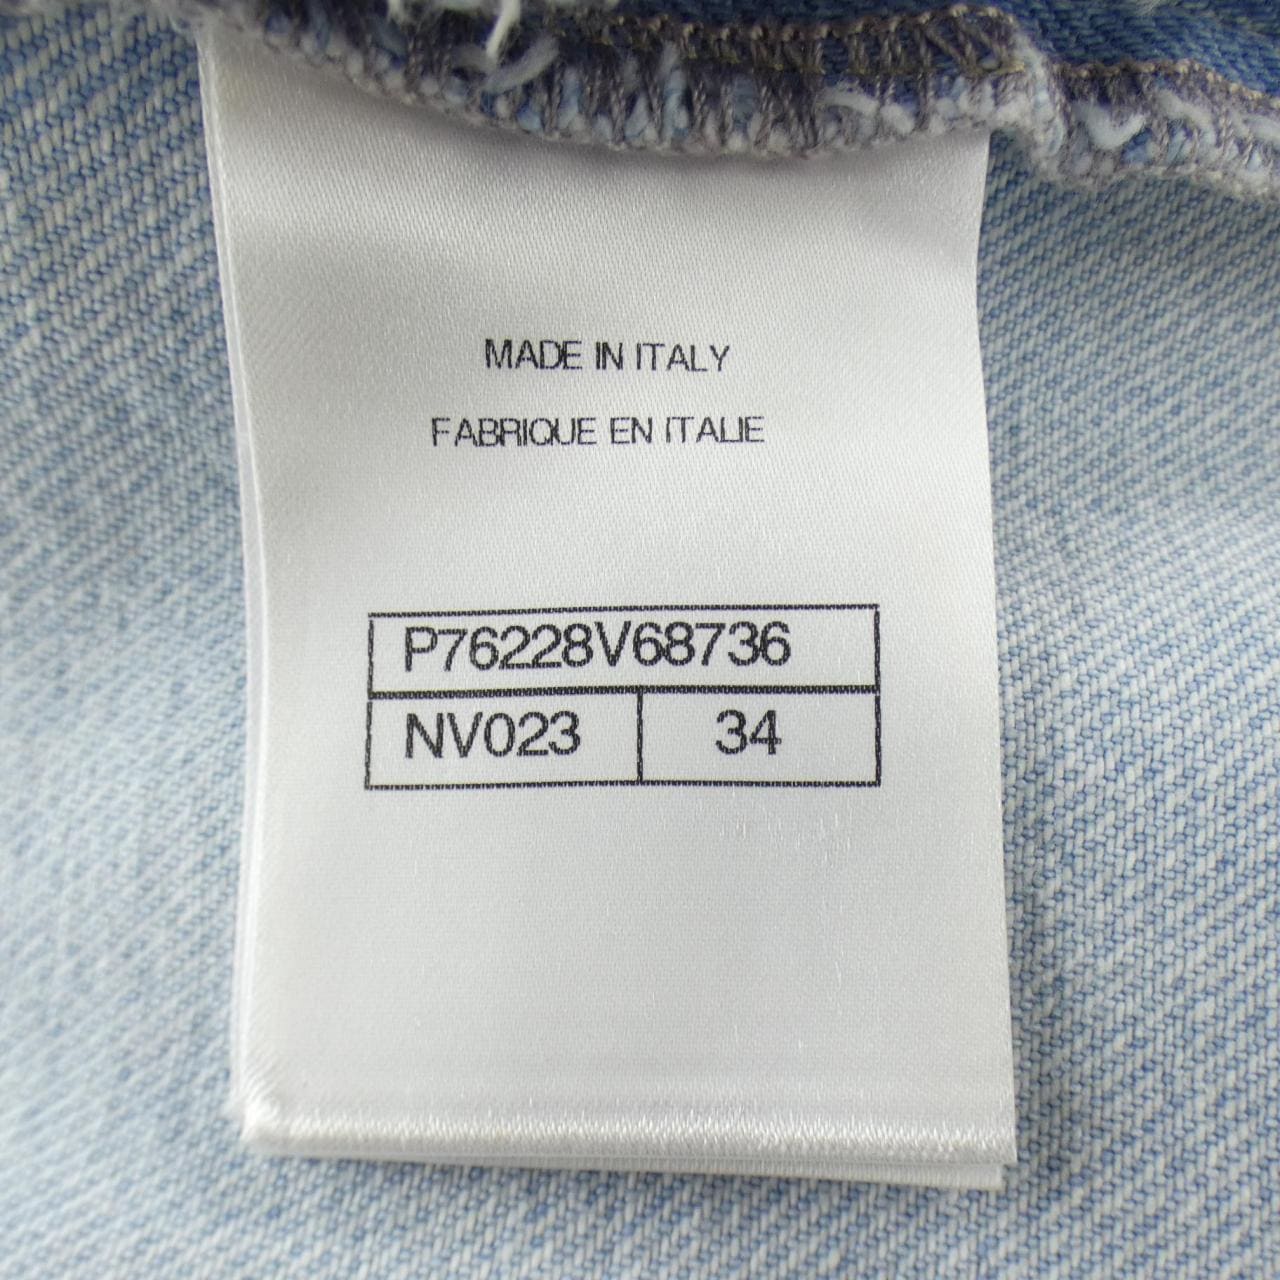 MADE IN ITALY
FABRIQUE EN ITALIE
P76228V68736
NV023 34